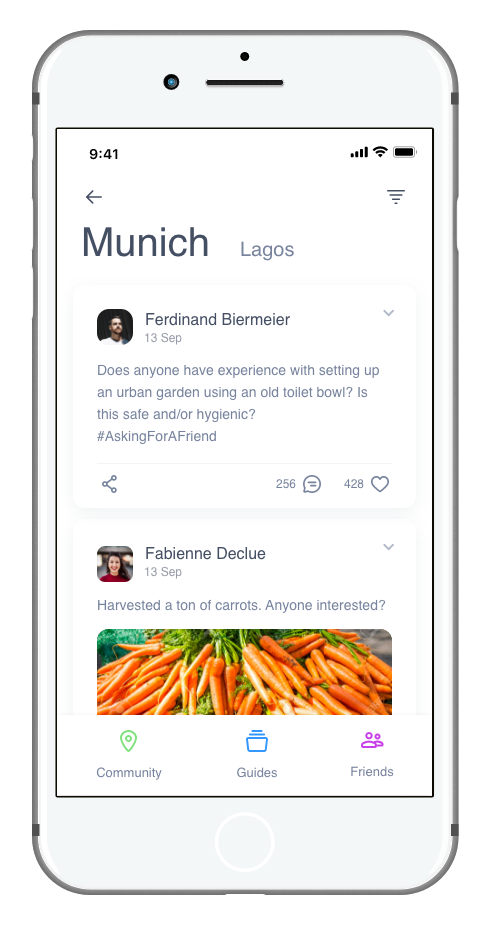 9:41
Munich Lagos
Ferdinand Biermeier
13 Sep
Does anyone have experience with setting up
an urban garden using an old toilet bowl? Is
this safe and/or hygienic?
#AskingForAFriend
256 428
Fabienne Declue
13 Sep
Harvested a ton of carrots. Anyone interested?
Community Guides Friends